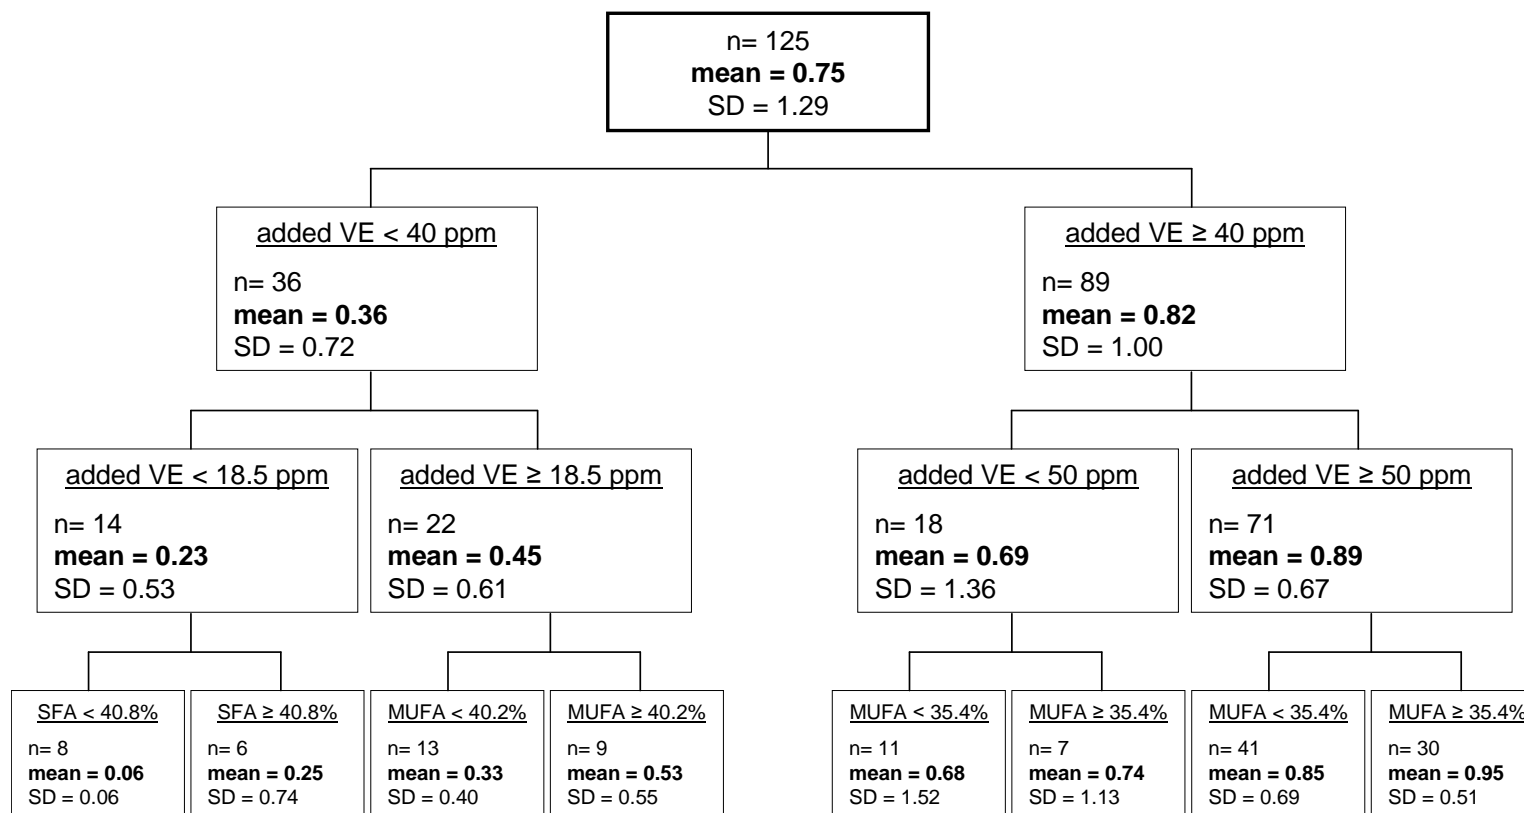 n= 125
mean = 0.75
SD = 1.29
added VE < 40 ppm
n= 36
mean = 0.36
SD = 0.72
added VE ≥ 40 ppm
n= 89
mean = 0.82
SD = 1.00
added VE < 18.5 ppm
n= 14
mean = 0.23
SD = 0.53
added VE ≥ 18.5 ppm
n= 22
mean = 0.45
SD = 0.61
added VE < 50 ppm
n= 18
mean = 0.69
SD = 1.36
added VE ≥ 50 ppm
n= 71
mean = 0.89
SD = 0.67
SFA < 40.8%
n= 8
mean = 0.06
SD = 0.06
SFA ≥ 40.8%
n= 6
mean = 0.25
SD = 0.74
MUFA < 40.2%
n= 13
mean = 0.33
SD = 0.40
MUFA ≥ 40.2%
n= 9
mean = 0.53
SD = 0.55
MUFA < 35.4%
n= 11
mean = 0.68
SD = 1.52
MUFA ≥ 35.4%
n= 7
mean = 0.74
SD = 1.13
MUFA < 35.4%
n= 41
mean = 0.85
SD = 0.69
MUFA ≥ 35.4%
n= 30
mean = 0.95
SD = 0.51